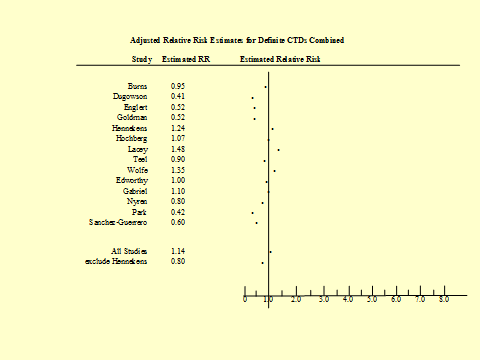 Adjusted Relative Risk Estimates for Definite CTDs Combined
Study Estimated RR Estimated Relative Risk
Burns 0.95
Dugowson 0.41
Englert 0.52
Goldman 0.52
Hennekens 1.24
Hochberg 1.07
Lacey 1.48
Teel 0.90
Wolfe 1.35
Edworthy 1.00
Gabriel 1.10
Nyren 0.80
Park 0.42
Sanchez-Guerrero 0.60
All Studies 1.14
exclude Hennekens 0.80
0 1.0 2.0 3.0 4.0 5.0 6.0 7.0 8.0